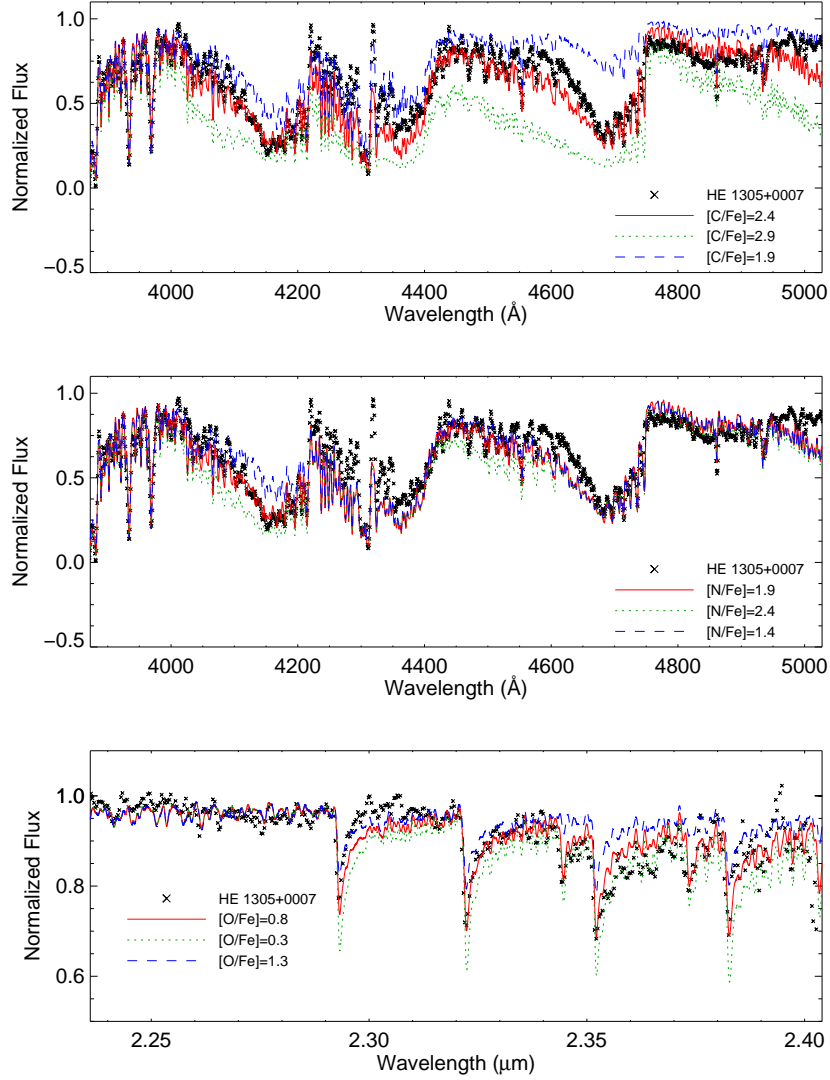 1.0
0.5
0.0
−0.5
Normalized Flux
4000
4200
4400
4600
4800
5000
Wavelength (Å)
HE 1305+0007
[C/Fe]=2.4
[C/Fe]=2.9
[C/Fe]=1.9
1.0
0.5
0.0
−0.5
Normalized Flux
4000
4200
4400
4600
4800
5000
Wavelength (Å)
HE 1305+0007
[N/Fe]=1.9
[N/Fe]=2.4
[N/Fe]=1.4
1.0
0.9
0.8
0.6
Normalized Flux
2.25
2.30
2.35
2.40
Wavelength (μm)
HE 1305+0007
[O/Fe]=0.8
[O/Fe]=0.3
[O/Fe]=1.3